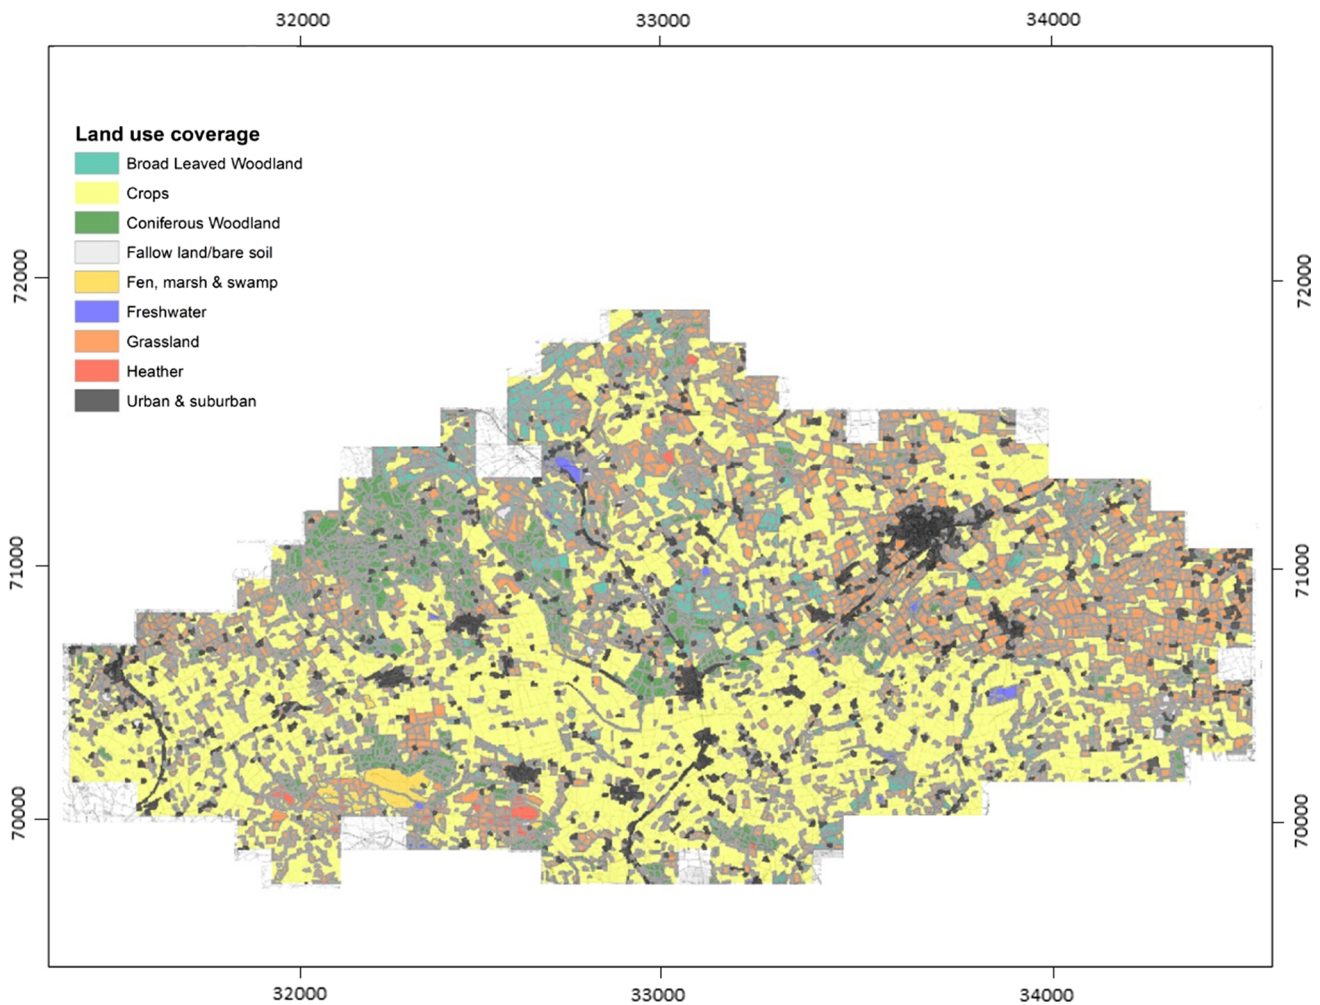 32000 33000 34000
Land use coverage
Broad Leaved Woodland
Crops
Coniferous Woodland
Fallow land/bare soil
Fen, marsh & swamp
Freshwater
Grassland
Heather
Urban & suburban
72000 72000
71000 71000
70000 70000
32000 33000 34000